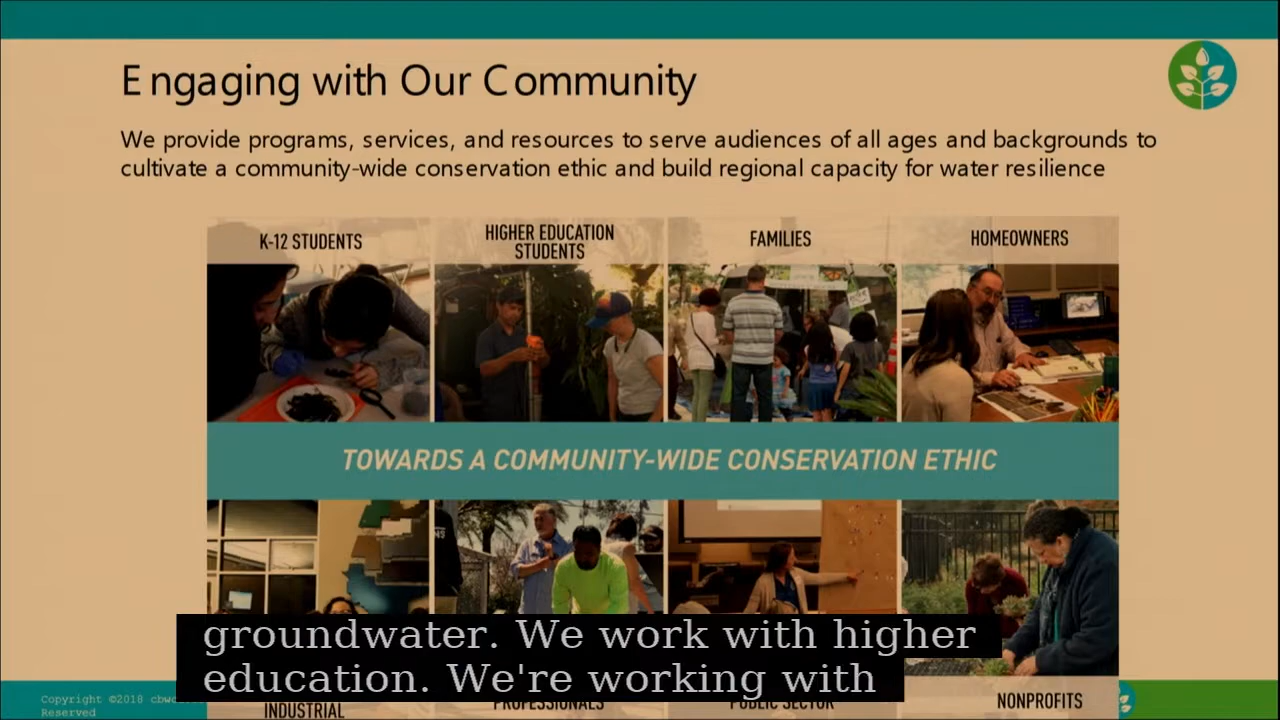 Engaging with Our Community
We provide programs, services, and resources to serve audiences of all ages and backgrounds to
cultivate a community-wide conservation ethic and build regional capacity for water resilience
K-12 STUDENTS
HIGHER EDUCATION
STUDENTS
FAMILIES
HOMEOWNERS
TOWARDS A COMMUNITY-WIDE CONSERVATION ETHIC
groundwater. We work with higher
education. We're working with
INDUSTRIAL
PROFESSIONALS
PUBLIC SECTOR
NONPROFITS
Copyright ©2018
Reserved